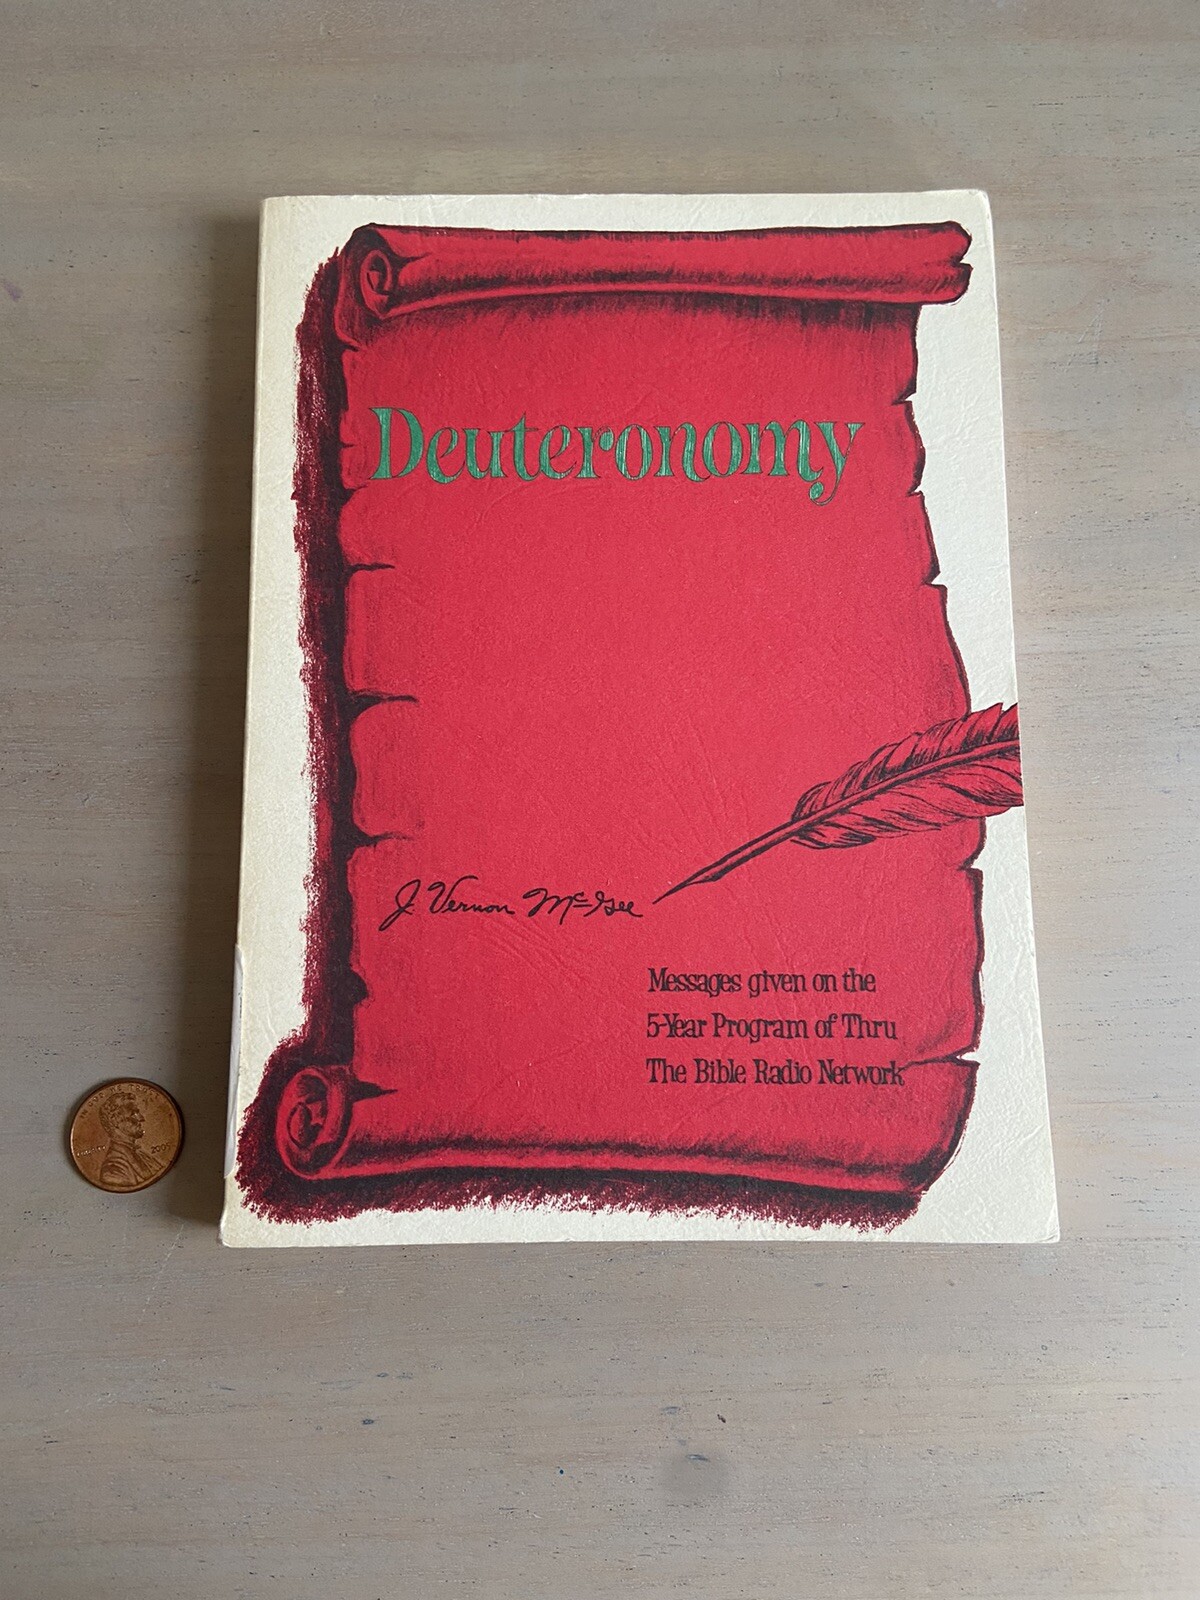 Deuteronomy
J. Vernon McGee
Messages given on the
5-Year Program of Thru
The Bible Radio Network